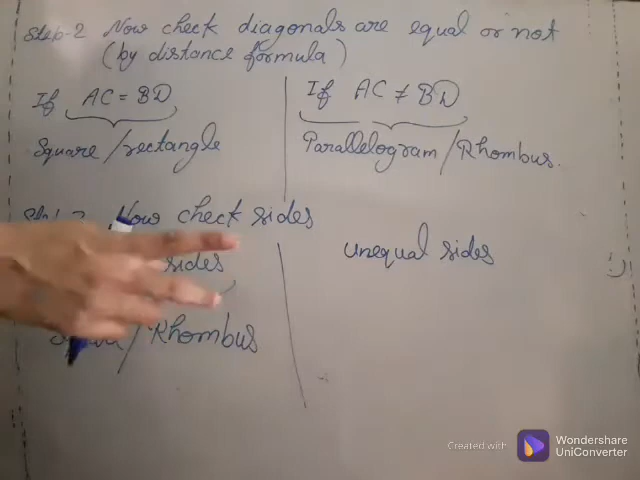 Step-2 Now check diagonals are equal or not
(by distance formula)
If AC = BD
Square/rectangle
If AC ≠ BD
Parallelogram/Rhombus.
Now check sides
sides
/Rhombus
unequal sides
Created with Wondershare
UniConverter